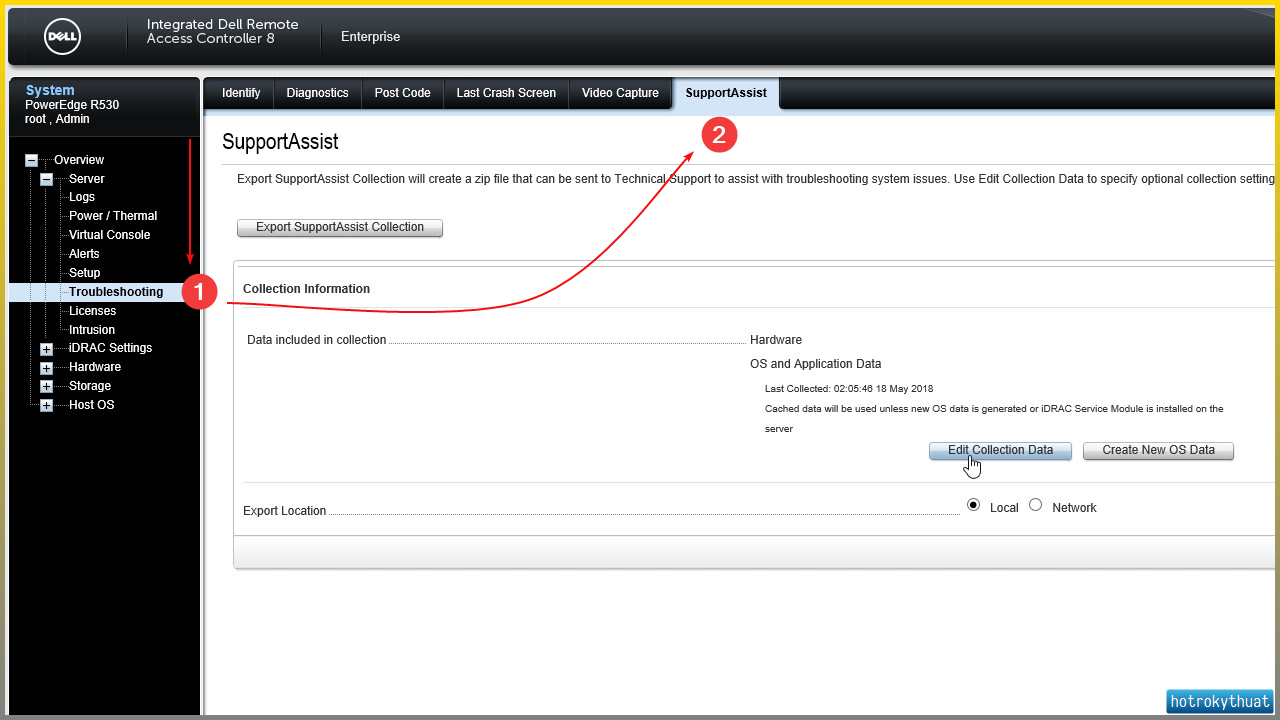 DELL
Integrated Dell Remote
Access Controller 8
Enterprise
System
PowerEdge R530
root , Admin
Overview
Server
Logs
Power / Thermal
Virtual Console
Alerts
Setup
Troubleshooting
Licenses
Intrusion
iDRAC Settings
Hardware
Storage
Host OS
1
Identify
Diagnostics
Post Code
Last Crash Screen
Video Capture
SupportAssist
2
SupportAssist
Export SupportAssist Collection will create a zip file that can be sent to Technical Support to assist with troubleshooting system issues. Use Edit Collection Data to specify optional collection setting
Export SupportAssist Collection
Collection Information
Data included in collection
Hardware
OS and Application Data
Last Collected: 02:05:46 18 May 2018
Cached data will be used unless new OS data is generated or iDRAC Service Module is installed on the
server
Edit Collection Data
Create New OS Data
Export Location
Local
Network
hotrokythuat